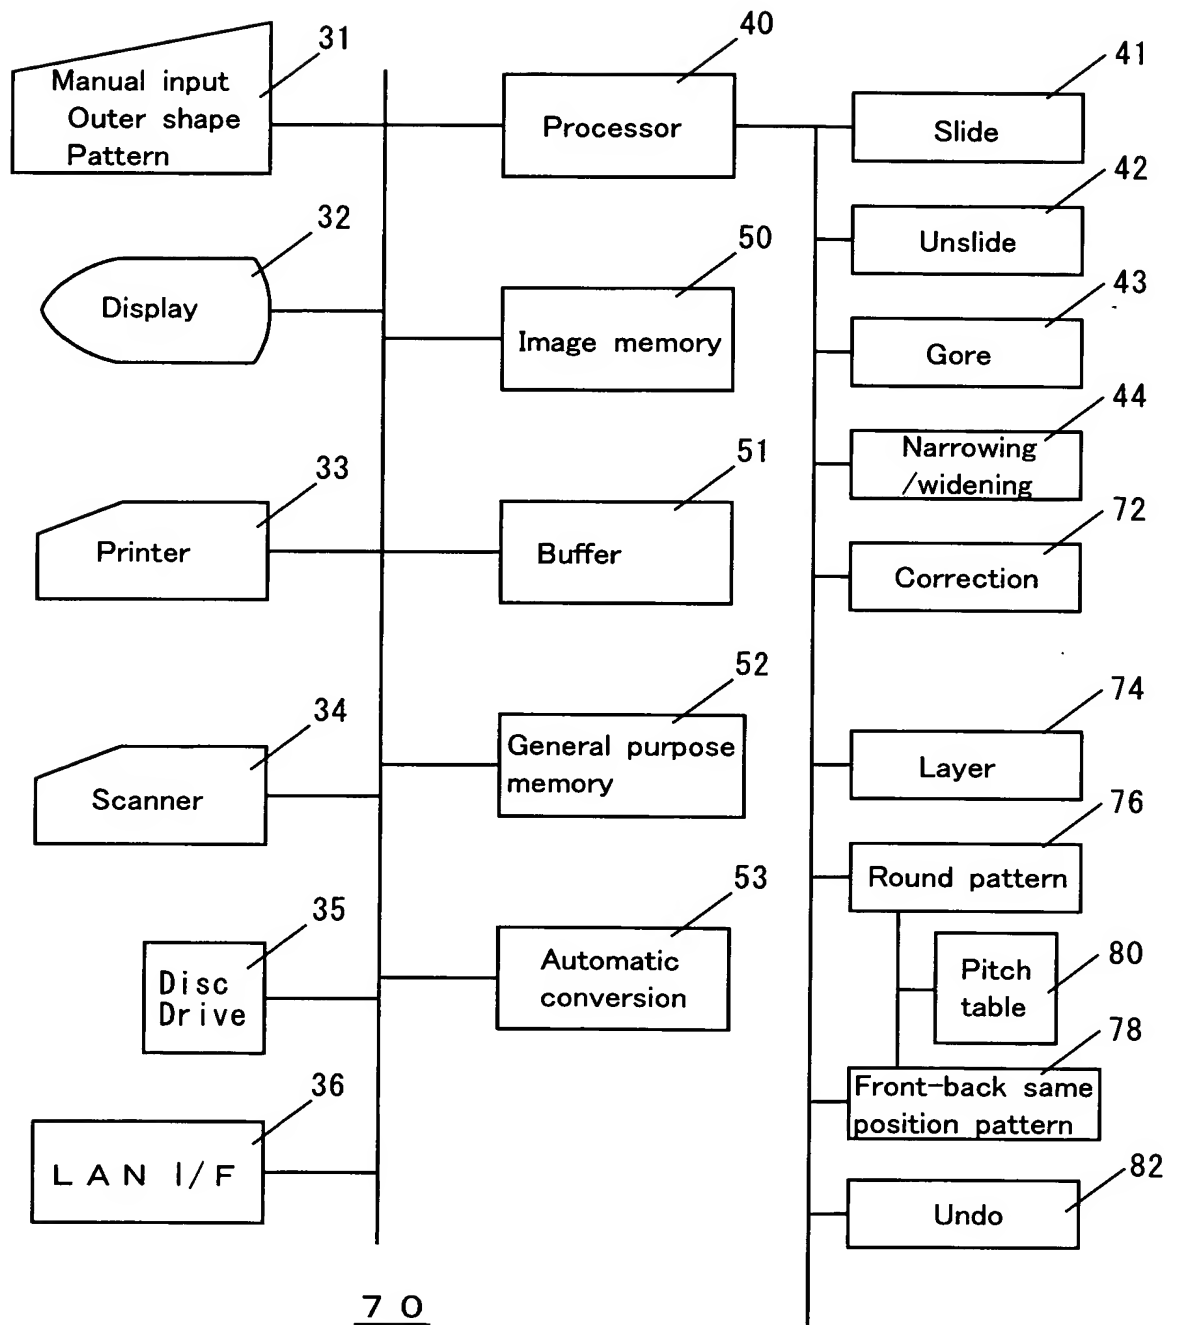 31
Manual input
Outer shape
Pattern
32
Display
33
Printer
34
Scanner
35
Disc
Drive
36
LAN I/F
40
Processor
50
Image memory
51
Buffer
52
General purpose
memory
53
Automatic
conversion
41
Slide
42
Unslide
43
Gore
44
Narrowing
/widening
72
Correction
74
Layer
76
Round pattern
80
Pitch
table
78
Front-back same
position pattern
82
Undo
70